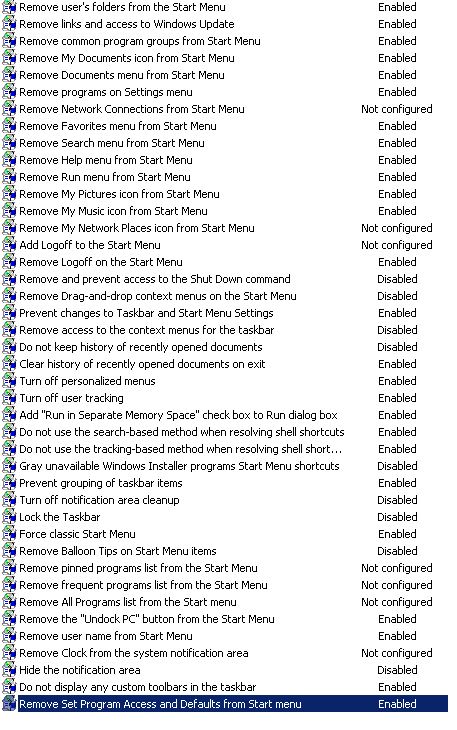 Remove user's folders from the Start Menu Enabled
Remove links and access to Windows Update Enabled
Remove common program groups from Start Menu Enabled
Remove My Documents icon from Start Menu Enabled
Remove Documents menu from Start Menu Enabled
Remove programs on Settings menu Enabled
Remove Network Connections from Start Menu Not configured
Remove Favorites menu from Start Menu Enabled
Remove Search menu from Start Menu Enabled
Remove Help menu from Start Menu Enabled
Remove Run menu from Start Menu Enabled
Remove My Pictures icon from Start Menu Enabled
Remove My Music icon from Start Menu Enabled
Remove My Network Places icon from Start Menu Not configured
Add Logoff to the Start Menu Not configured
Remove Logoff on the Start Menu Enabled
Remove and prevent access to the Shut Down command Disabled
Remove Drag-and-drop context menus on the Start Menu Disabled
Prevent changes to Taskbar and Start Menu Settings Enabled
Remove access to the context menus for the taskbar Disabled
Do not keep history of recently opened documents Disabled
Clear history of recently opened documents on exit Enabled
Turn off personalized menus Enabled
Turn off user tracking Enabled
Add "Run in Separate Memory Space" check box to Run dialog box Enabled
Do not use the search-based method when resolving shell shortcuts Enabled
Do not use the tracking-based method when resolving shell short... Enabled
Gray unavailable Windows Installer programs Start Menu shortcuts Disabled
Prevent grouping of taskbar items Enabled
Turn off notification area cleanup Disabled
Lock the Taskbar Disabled
Force classic Start Menu Enabled
Remove Balloon Tips on Start Menu items Disabled
Remove pinned programs list from the Start Menu Not configured
Remove frequent programs list from the Start Menu Not configured
Remove All Programs list from the Start menu Not configured
Remove the "Undock PC" button from the Start Menu Enabled
Remove user name from Start Menu Enabled
Remove Clock from the system notification area Not configured
Hide the notification area Disabled
Do not display any custom toolbars in the taskbar Enabled
Remove Set Program Access and Defaults from Start menu Enabled